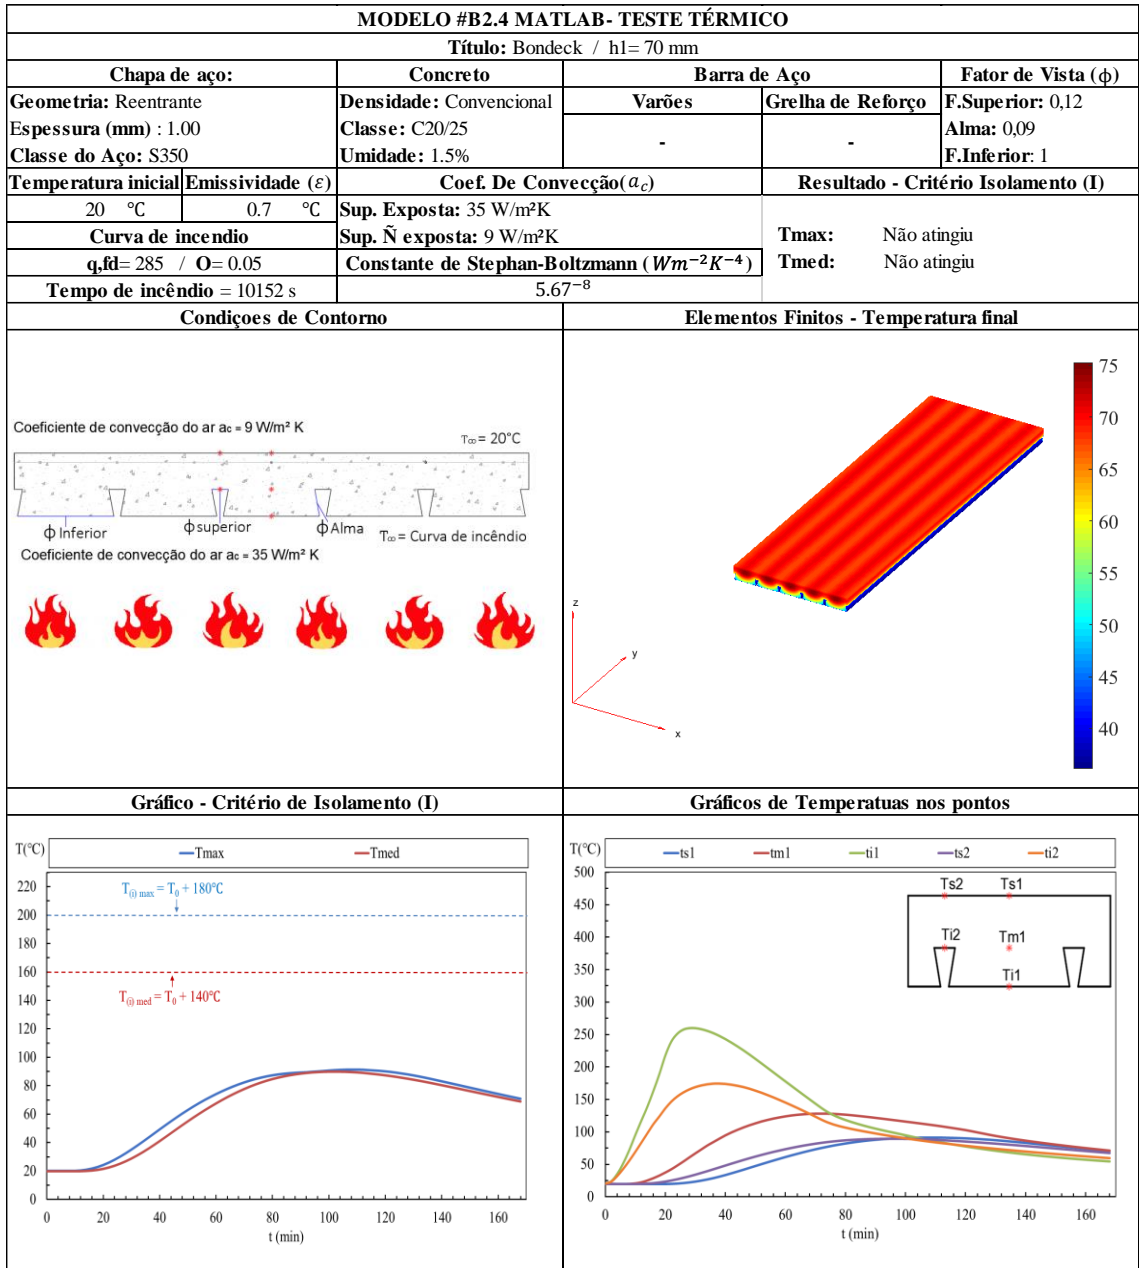 MODELO #B2.4 MATLAB- TESTE TÉRMICO
Título: Bondeck / h1= 70 mm
Chapa de aço:
Concreto
Barra de Aço
Fator de Vista (ϕ)
Geometria: Reentrante
Densidade: Convencional
Varões
Grelha de Reforço
F.Superior: 0,12
Espessura (mm) : 1.00
Classe: C20/25
-
-
Alma: 0,09
Classe do Aço: S350
Umidade: 1.5%
F.Inferior: 1
Temperatura inicial
Emissividade (ε)
Coef. De Convecção(a_c)
Resultado - Critério Isolamento (I)
20 °C
0.7 °C
Sup. Exposta: 35 W/m²K
Curva de incendio
Sup. Ñ exposta: 9 W/m²K
Tmax: Não atingiu
q,fd= 285 / O= 0.05
Constante de Stephan-Boltzmann (Wm⁻²K⁻⁴)
Tmed: Não atingiu
Tempo de incêndio = 10152 s
5.67⁻⁸
Condiçoes de Contorno
Elementos Finitos - Temperatura final
Coeficiente de convecção do ar ac = 9 W/m² K
T∞ = 20°C
ϕ Inferior
ϕ superior
ϕ Alma
T∞ = Curva de incêndio
Coeficiente de convecção do ar ac = 35 W/m² K
75
70
65
60
55
50
45
40
z
y
x
Gráfico - Critério de Isolamento (I)
Gráficos de Temperatuas nos pontos
T(°C)
Tmax
Tmed
220
200
180
160
140
120
100
80
60
40
20
0
T(i) max = T0 + 180°C
T(i) med = T0 + 140°C
0 20 40 60 80 100 120 140 160
t (min)
T(°C)
ts1
tm1
ti1
ts2
ti2
500
450
400
350
300
250
200
150
100
50
0
Ts2
Ts1
Ti2
Tm1
Ti1
0 20 40 60 80 100 120 140 160
t (min)